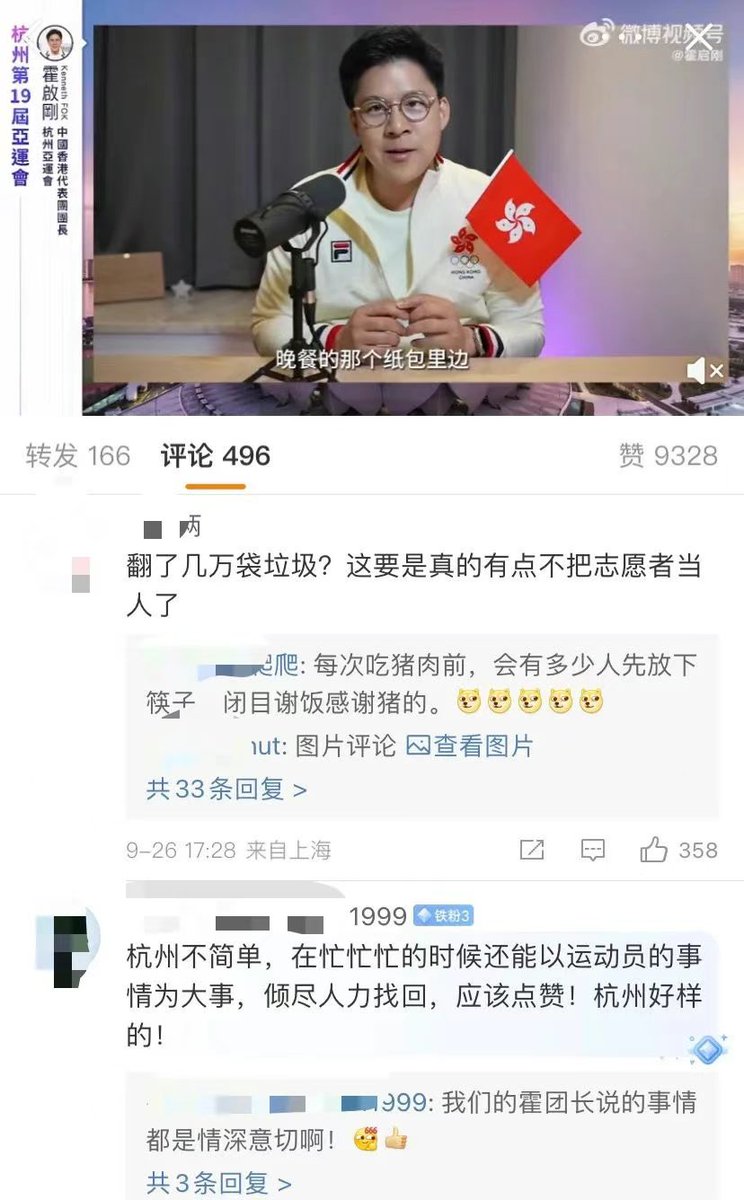 杭州第19届亞運會
Kenneth FOK
霍啟剛
中國香港代表團團長
杭州亞運會
微博视频号
@霍启刚
FILA
HONG KONG
CHINA
晚餐的那个纸包里边
转发 166
评论 496
赞 9328
翻了几万袋垃圾？这要是真的有点不把志愿者当
人了
爬: 每次吃猪肉前，会有多少人先放下
筷子 闭目谢饭感谢猪的。
nut: 图片评论 查看图片
共33条回复 >
9-26 17:28 来自上海
358
1999 铁粉3
杭州不简单，在忙忙忙的时候还能以运动员的事
情为大事，倾尽人力找回，应该点赞！杭州好样
的！
1999: 我们的霍团长说的事情
都是情深意切啊！
共3条回复 >